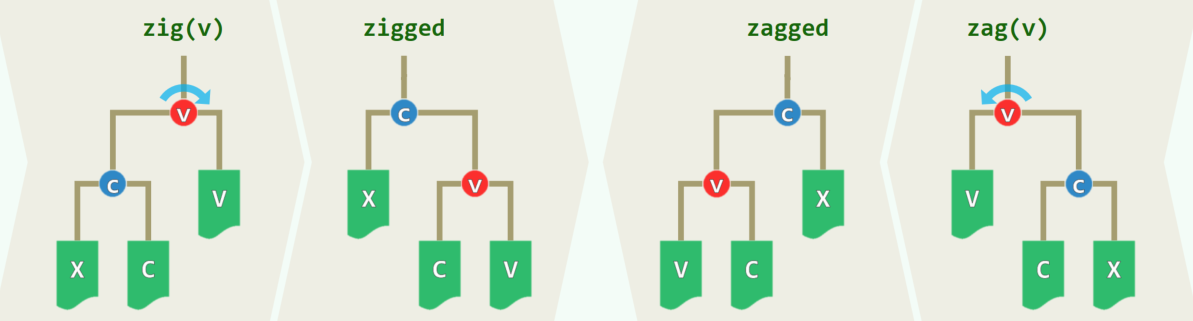 zig(v) zigged zagged zag(v)
V C C V
C V X V X V C
X C C V V C C X